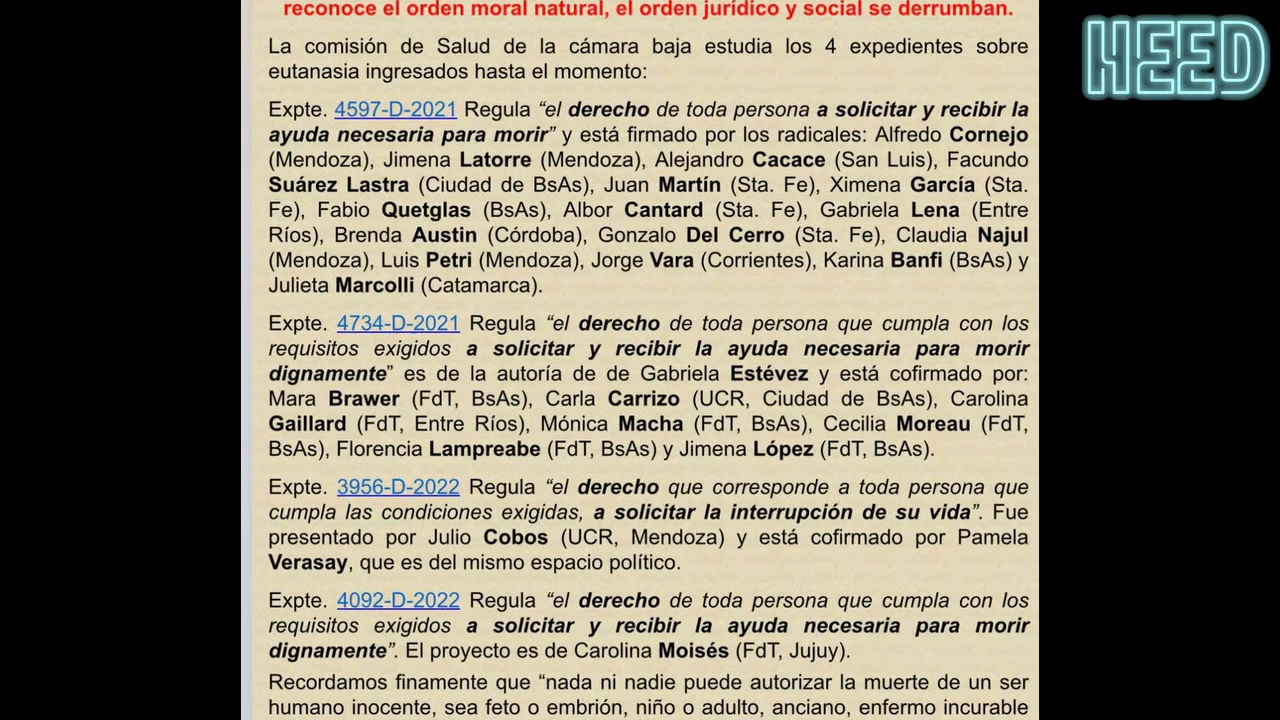 reconoce el orden moral natural, el orden jurídico y social se derrumban.
HEED
La comisión de Salud de la cámara baja estudia los 4 expedientes sobre
eutanasia ingresados hasta el momento:
Expte. 4597-D-2021 Regula “el derecho de toda persona a solicitar y recibir la
ayuda necesaria para morir” y está firmado por los radicales: Alfredo Cornejo
(Mendoza), Jimena Latorre (Mendoza), Alejandro Cacace (San Luis), Facundo
Suárez Lastra (Ciudad de BsAs), Juan Martín (Sta. Fe), Ximena García (Sta.
Fe), Fabio Quetglas (BsAs), Albor Cantard (Sta. Fe), Gabriela Lena (Entre
Ríos), Brenda Austin (Córdoba), Gonzalo Del Cerro (Sta. Fe), Claudia Najul
(Mendoza), Luis Petri (Mendoza), Jorge Vara (Corrientes), Karina Banfi (BsAs) y
Julieta Marcolli (Catamarca).
Expte. 4734-D-2021 Regula “el derecho de toda persona que cumpla con los
requisitos exigidos a solicitar y recibir la ayuda necesaria para morir
dignamente” es de la autoría de de Gabriela Estévez y está cofirmado por:
Mara Brawer (FdT, BsAs), Carla Carrizo (UCR, Ciudad de BsAs), Carolina
Gaillard (FdT, Entre Ríos), Mónica Macha (FdT, BsAs), Cecilia Moreau (FdT,
BsAs), Florencia Lampreabe (FdT, BsAs) y Jimena López (FdT, BsAs).
Expte. 3956-D-2022 Regula “el derecho que corresponde a toda persona que
cumpla las condiciones exigidas, a solicitar la interrupción de su vida”. Fue
presentado por Julio Cobos (UCR, Mendoza) y está cofirmado por Pamela
Verasay, que es del mismo espacio político.
Expte. 4092-D-2022 Regula “el derecho de toda persona que cumpla con los
requisitos exigidos a solicitar y recibir la ayuda necesaria para morir
dignamente”. El proyecto es de Carolina Moisés (FdT, Jujuy).
Recordamos finamente que “nada ni nadie puede autorizar la muerte de un ser
humano inocente, sea feto o embrión, niño o adulto, anciano, enfermo incurable